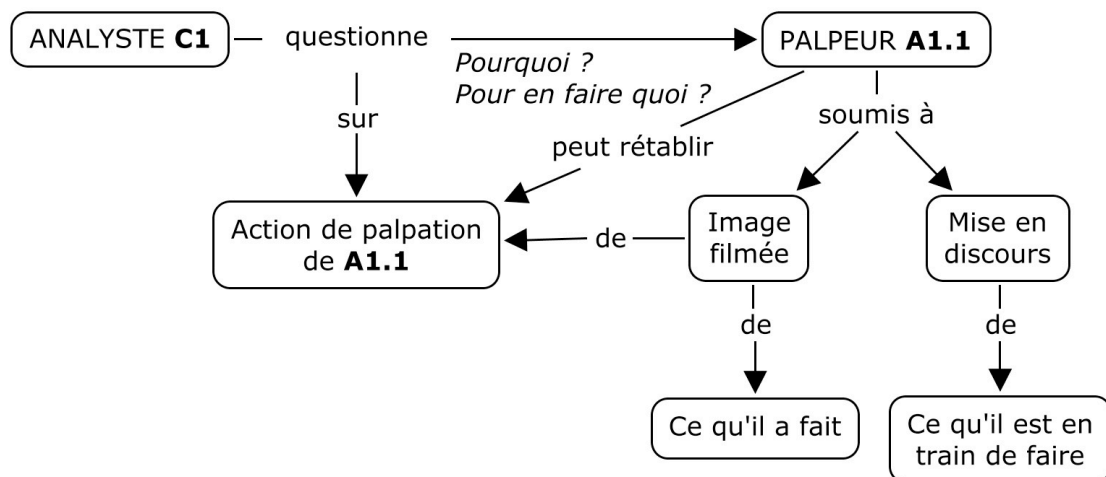 ANALYSTE C1
questionne
PALPEUR A1.1
Pourquoi ?
Pour en faire quoi ?
sur
soumis à
peut rétablir
Action de palpation
de A1.1
de
Image
filmée
Mise en
discours
de
de
Ce qu'il a fait
Ce qu'il est en
train de faire